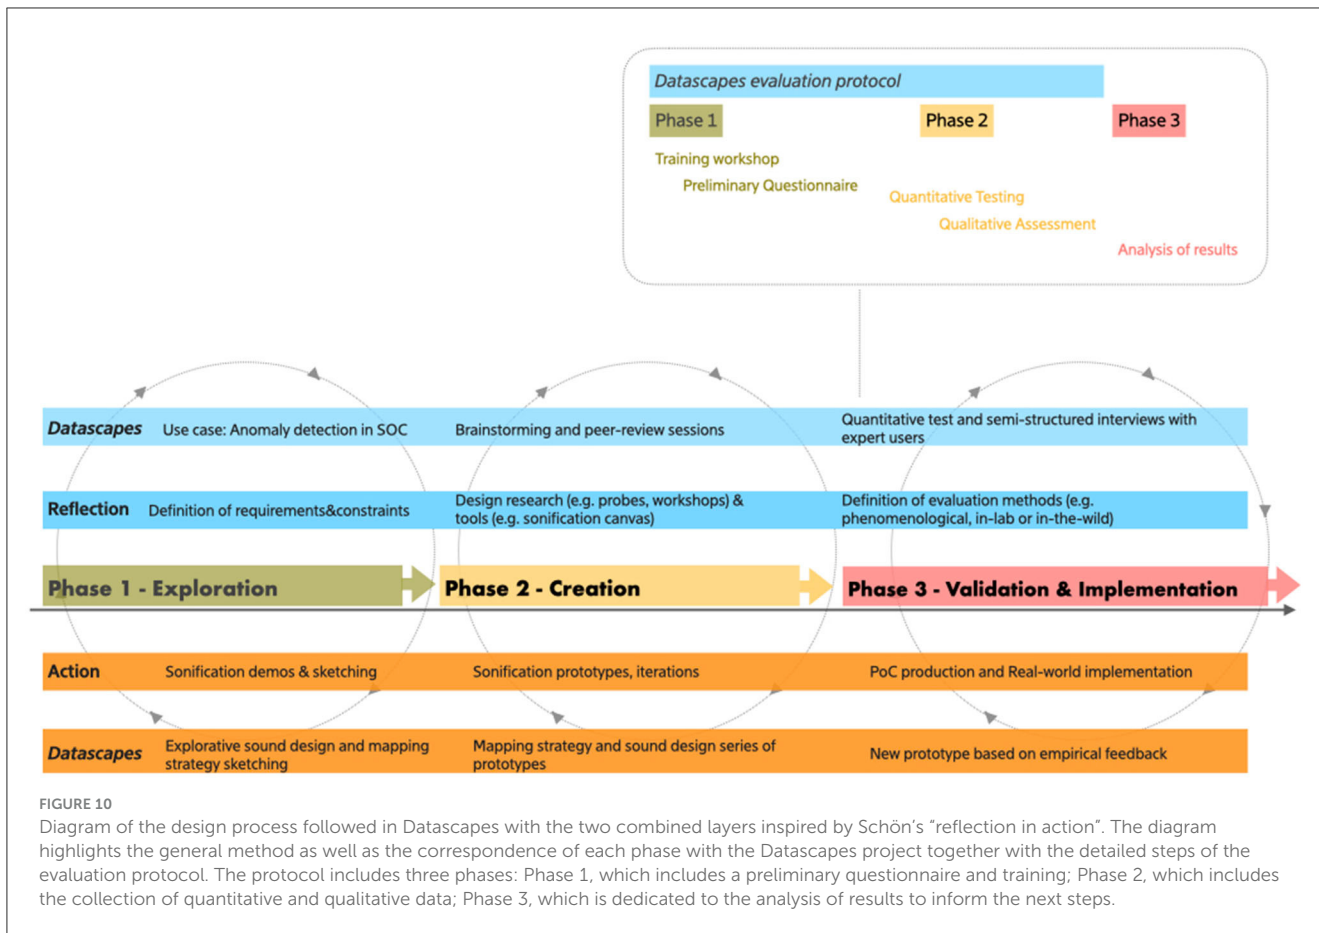 Datascapes evaluation protocol
Phase 1
Phase 2
Phase 3
Training workshop
Preliminary Questionnaire
Quantitative Testing
Qualitative Assessment
Analysis of results
Datascapes
Use case: Anomaly detection in SOC
Brainstorming and peer-review sessions
Quantitative test and semi-structured interviews with
expert users
Reflection
Definition of requirements&constraints
Design research (e.g. probes, workshops) &
tools (e.g. sonification canvas)
Definition of evaluation methods (e.g.
phenomenological, in-lab or in-the-wild)
Phase 1 - Exploration
Phase 2 - Creation
Phase 3 - Validation & Implementation
Action
Sonification demos & sketching
Sonification prototypes, iterations
PoC production and Real-world implementation
Datascapes
Explorative sound design and mapping
strategy sketching
Mapping strategy and sound design series of
prototypes
New prototype based on empirical feedback
FIGURE 10
Diagram of the design process followed in Datascapes with the two combined layers inspired by Schön's "reflection in action". The diagram
highlights the general method as well as the correspondence of each phase with the Datascapes project together with the detailed steps of the
evaluation protocol. The protocol includes three phases: Phase 1, which includes a preliminary questionnaire and training; Phase 2, which includes
the collection of quantitative and qualitative data; Phase 3, which is dedicated to the analysis of results to inform the next steps.